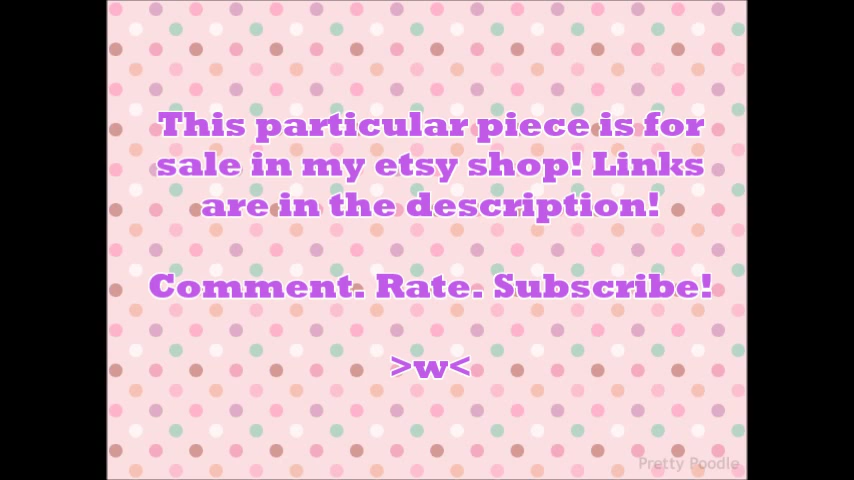 This particular piece is for
sale in my etsy shop! Links
are in the description!
Comment. Rate. Subscribe!
>w<
Pretty Poodle